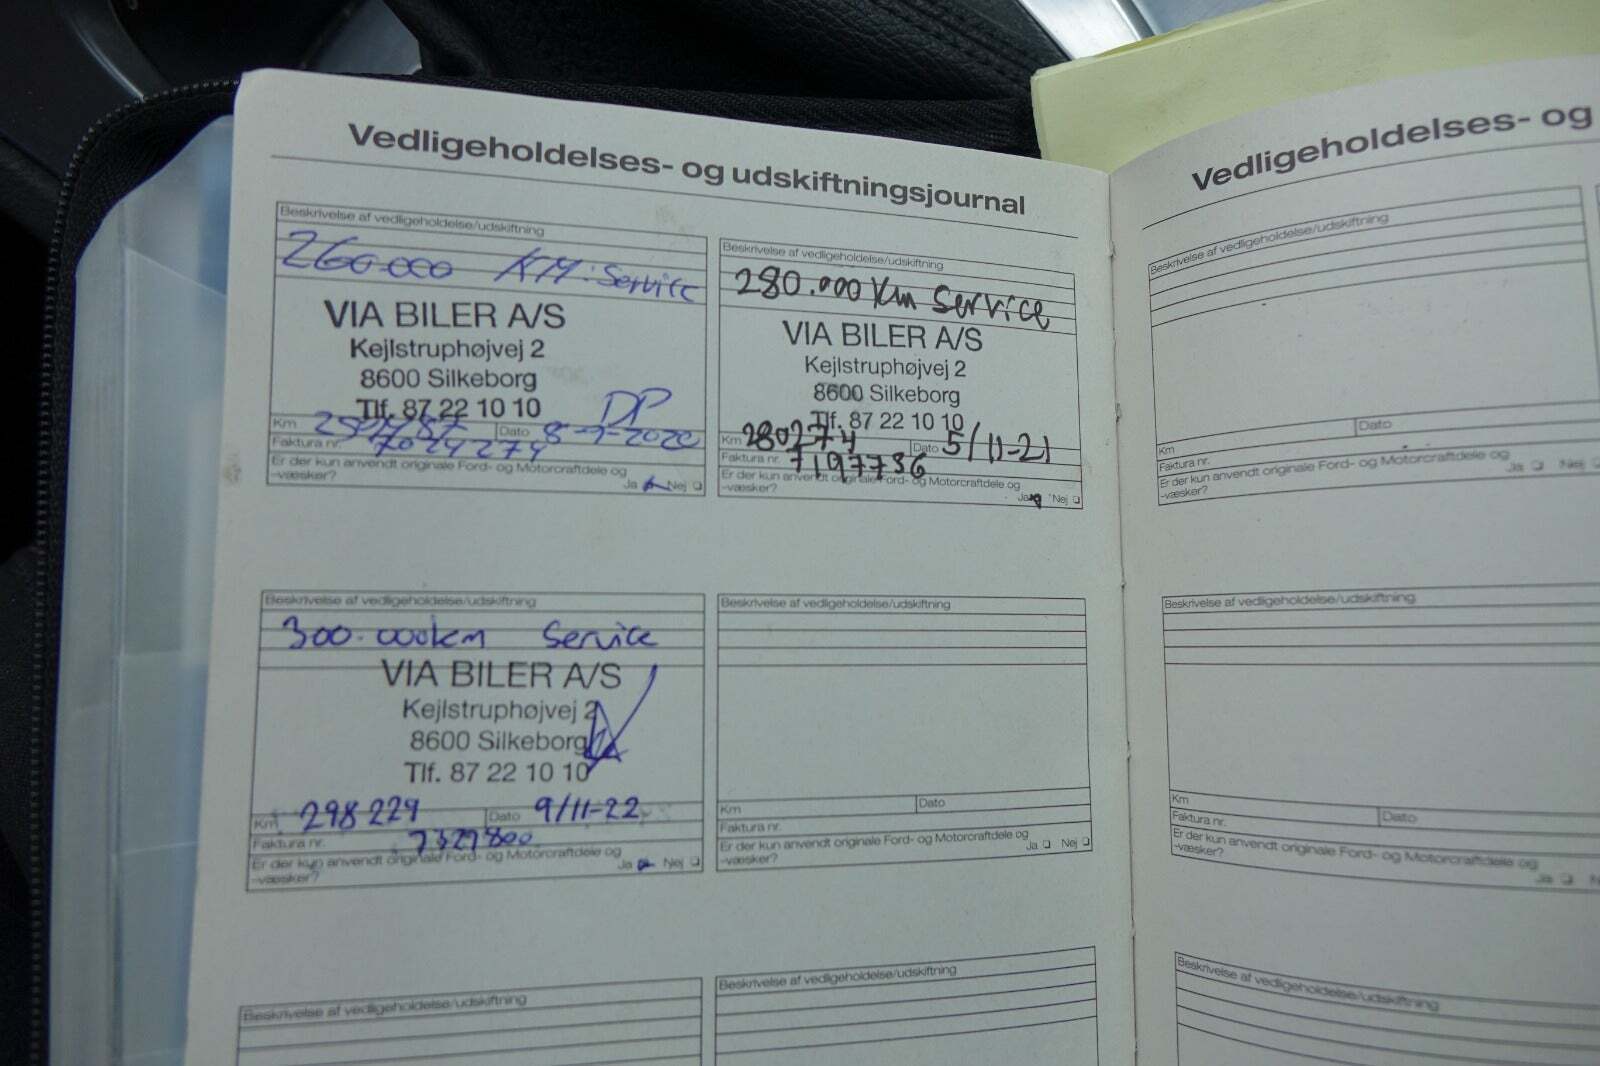 Vedligeholdelses- og udskiftningsjournal
Beskrivelse af vedligeholdelse/udskiftning
260.000 KM. Service
VIA BILER A/S
Kejlstruphøjvej 2
8600 Silkeborg
Tlf. 87 22 10 10
DP
Km
Dato 8-7-2020
Faktura nr. 7074274
Er der kun anvendt originale Ford- og Motorcraftdele og
-væsker?
Ja Nej
Beskrivelse af vedligeholdelse/udskiftning
280.000 Km Service
VIA BILER A/S
Kejlstruphøjvej 2
8600 Silkeborg
Tlf. 87 22 10 10
Km 280274 Dato 5/11-21
Faktura nr. 7197736
Er der kun anvendt originale Ford- og Motorcraftdele og
-væsker?
Ja Nej
Beskrivelse af vedligeholdelse/udskiftning
300.000km Service
VIA BILER A/S
Kejlstruphøjvej 2
8600 Silkeborg
Tlf. 87 22 10 10
Km 298229 Dato 9/11-22
Faktura nr. 7327800
Er der kun anvendt originale Ford- og Motorcraftdele og
-væsker?
Ja Nej
Beskrivelse af vedligeholdelse/udskiftning
Km Dato
Faktura nr.
Er der kun anvendt originale Ford- og Motorcraftdele og
-væsker?
Ja Nej
Beskrivelse af vedligeholdelse/udskiftning
Beskrivelse af vedligeholdelse/udskiftning
Vedligeholdelses- og
Beskrivelse af vedligeholdelse/udskiftning
Km Dato
Faktura nr.
Er der kun anvendt originale Ford- og Motorcraftdele og
-væsker?
Ja Nej
Beskrivelse af vedligeholdelse/udskiftning
Km Dato
Faktura nr.
Er der kun anvendt originale Ford- og Motorcraftdele og
-væsker?
Ja
Beskrivelse af vedligeholdelse/udskiftning